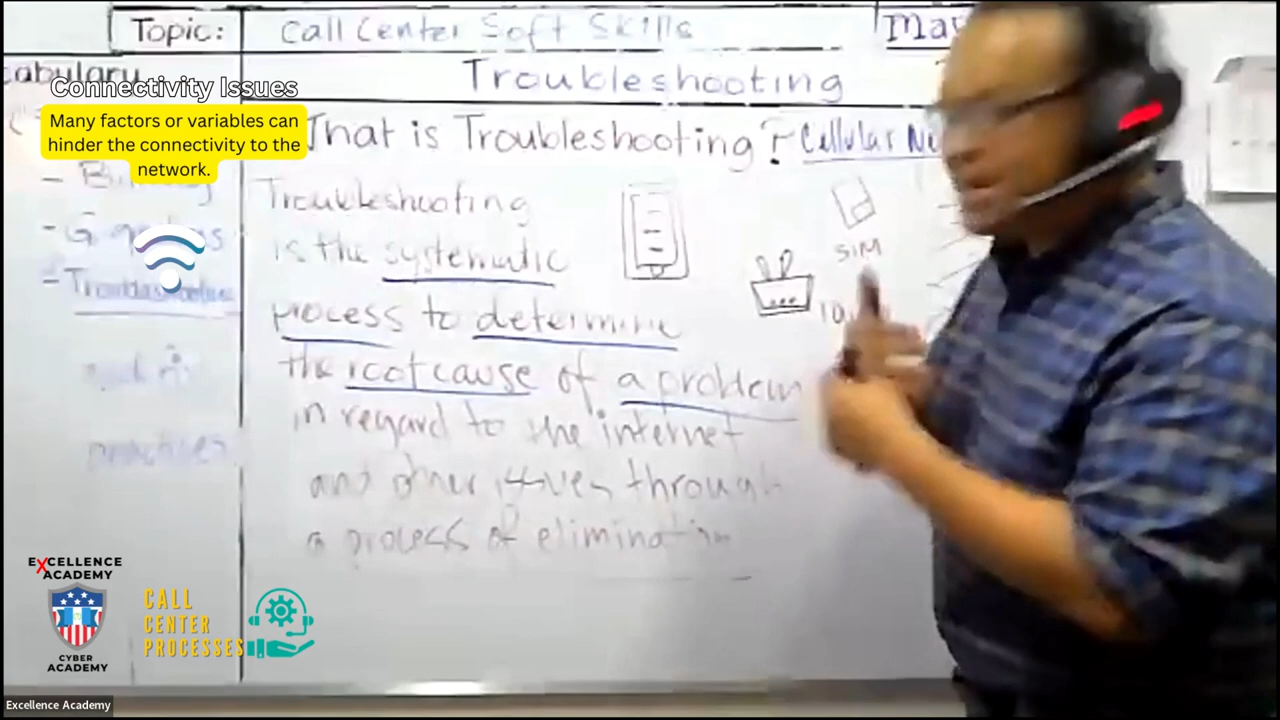 Topic:
Call Center Soft Skills
Troubleshooting
Connectivity Issues
Many factors or variables can
hinder the connectivity to the
network.
What is Troubleshooting?
Cellular
Troubleshooting
is the systematic
process to determine
the root cause of a problem
in regard to the internet
and other issues through
a process of elimination
SIM
- Troubleshooting
practices
EXCELLENCE
ACADEMY
CYBER
ACADEMY
CALL
CENTER
PROCESSES
Excellence Academy